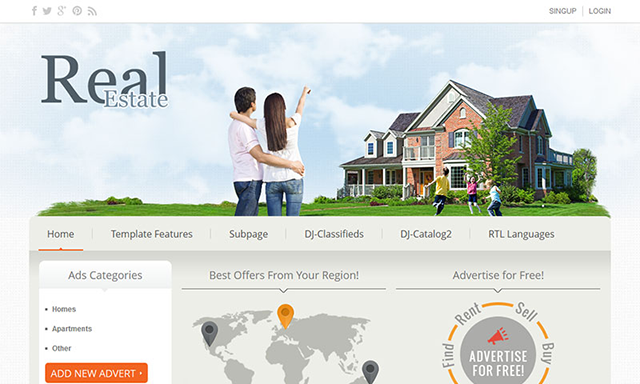 SINGUP LOGIN
Real
Estate
Home Template Features Subpage DJ-Classifieds DJ-Catalog2 RTL Languages
Ads Categories
Homes
Apartments
Other
ADD NEW ADVERT
Best Offers From Your Region!
Advertise for Free!
Find Rent Sell Buy
ADVERTISE
FOR FREE!